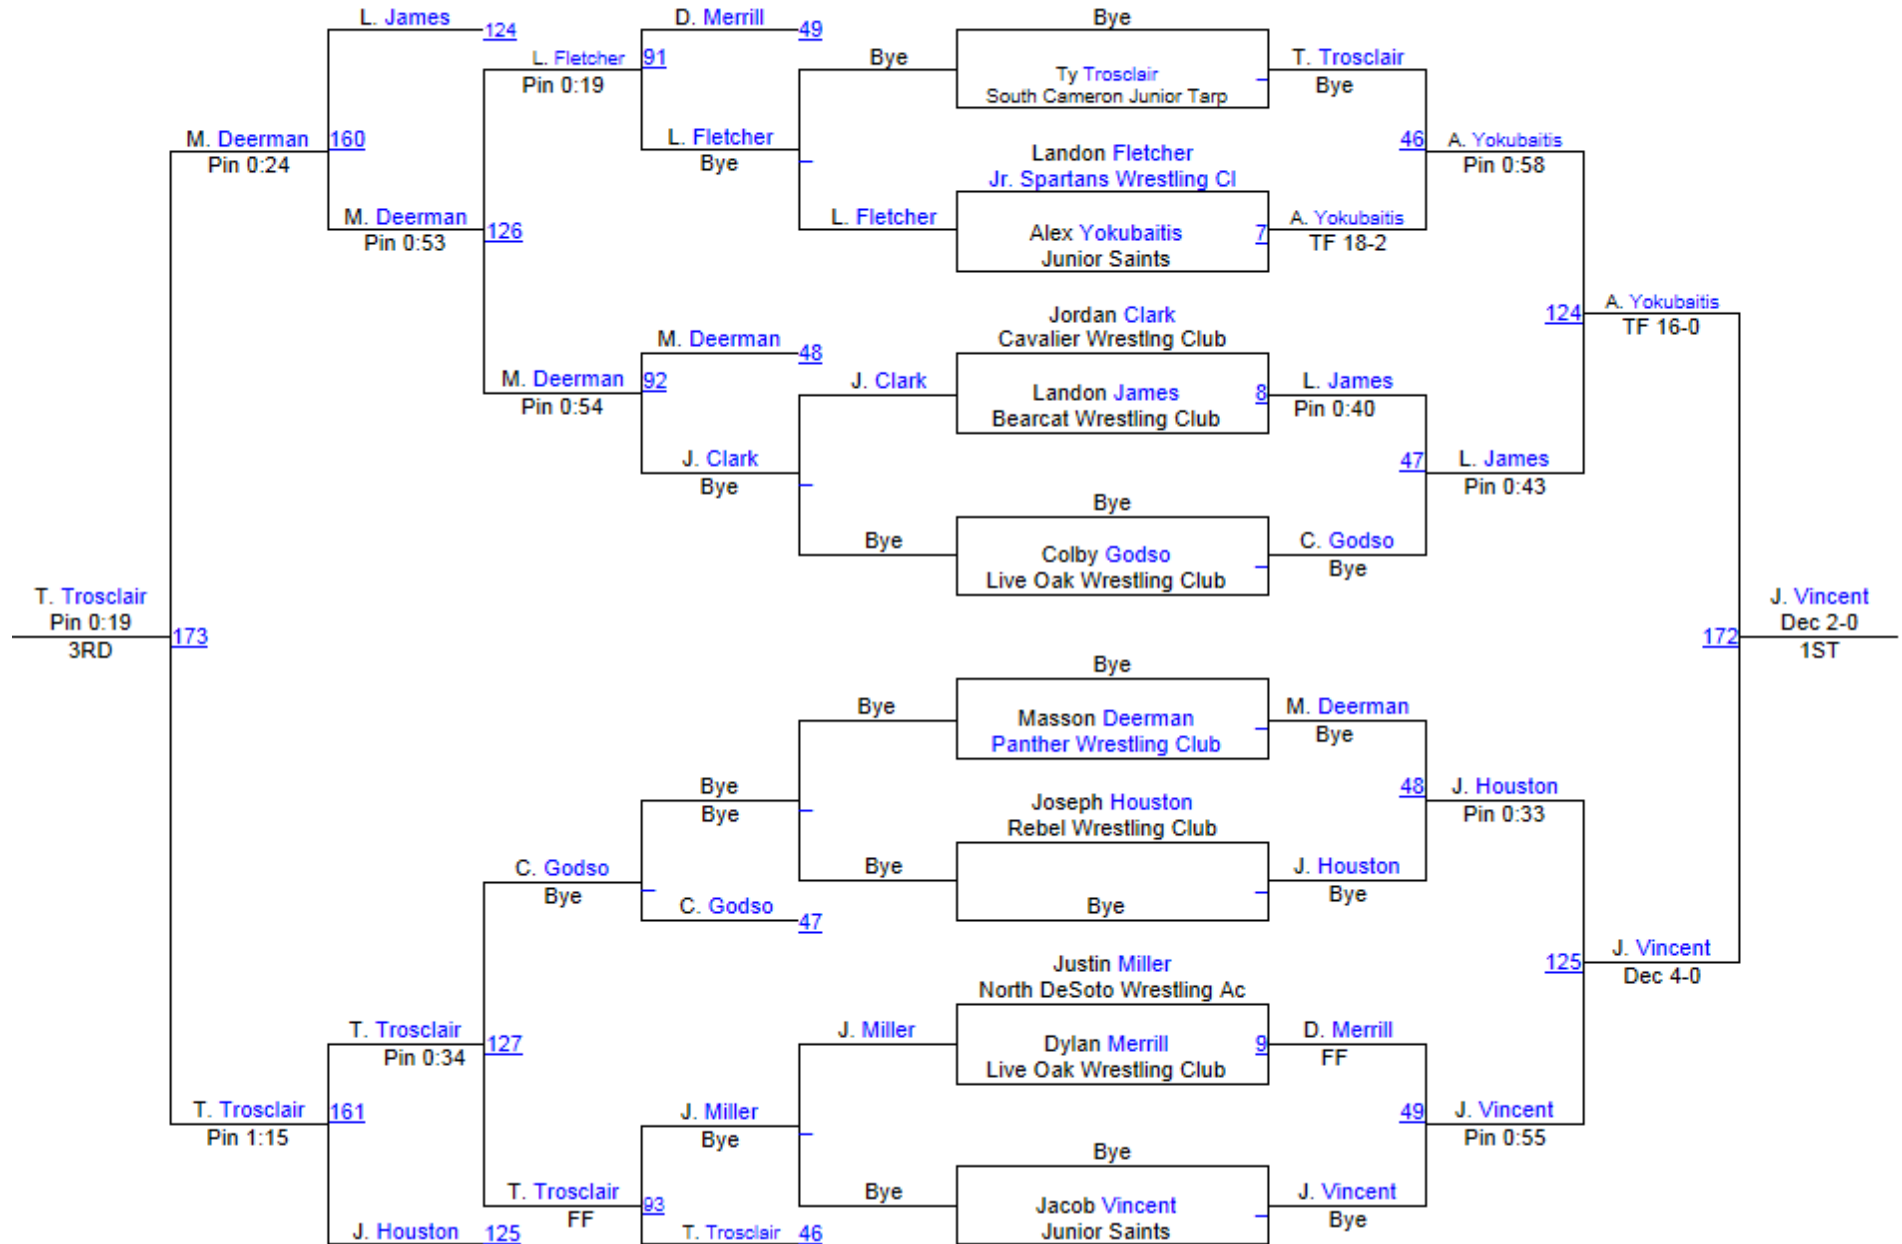 L. James
124
D. Merrill
49
Bye
L. Fletcher
91
Pin 0:19
Bye
Ty Trosclair
South Cameron Junior Tarp
T. Trosclair
Bye
M. Deerman
160
Pin 0:24
L. Fletcher
Bye
Landon Fletcher
Jr. Spartans Wrestling Cl
46
A. Yokubaitis
Pin 0:58
M. Deerman
126
Pin 0:53
L. Fletcher
Alex Yokubaitis
7
Junior Saints
A. Yokubaitis
TF 18-2
124
A. Yokubaitis
TF 16-0
M. Deerman
48
Jordan Clark
Cavalier Wrestlng Club
M. Deerman
92
Pin 0:54
J. Clark
Landon James
8
Bearcat Wrestling Club
L. James
Pin 0:40
J. Clark
Bye
47
L. James
Pin 0:43
Bye
Bye
Colby Godso
Live Oak Wrestling Club
C. Godso
Bye
T. Trosclair
Pin 0:19
3RD
173
172
J. Vincent
Dec 2-0
1ST
Bye
Bye
Masson Deerman
Panther Wrestling Club
M. Deerman
Bye
Bye
Bye
Joseph Houston
Rebel Wrestling Club
48
J. Houston
Pin 0:33
C. Godso
Bye
Bye
Bye
J. Houston
Bye
C. Godso
47
Justin Miller
North DeSoto Wrestling Ac
125
J. Vincent
Dec 4-0
T. Trosclair
127
Pin 0:34
J. Miller
Dylan Merrill
9
Live Oak Wrestling Club
D. Merrill
FF
T. Trosclair
161
Pin 1:15
J. Miller
Bye
49
J. Vincent
Pin 0:55
Bye
T. Trosclair
93
FF
Bye
Jacob Vincent
Junior Saints
J. Vincent
Bye
J. Houston
125
T. Trosclair
46